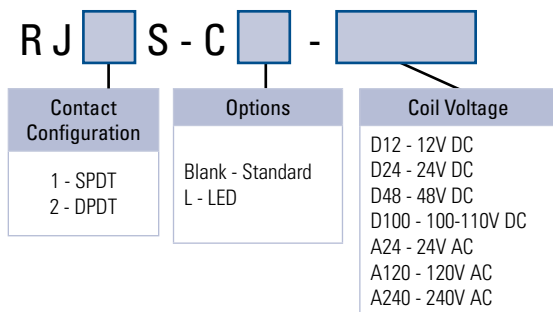 RJ S-C -
Contact
Configuration
1 - SPDT
2 - DPDT
Options
Blank - Standard
L - LED
Coil Voltage
D12 - 12V DC
D24 - 24V DC
D48 - 48V DC
D100 - 100-110V DC
A24 - 24V AC
A120 - 120V AC
A240 - 240V AC